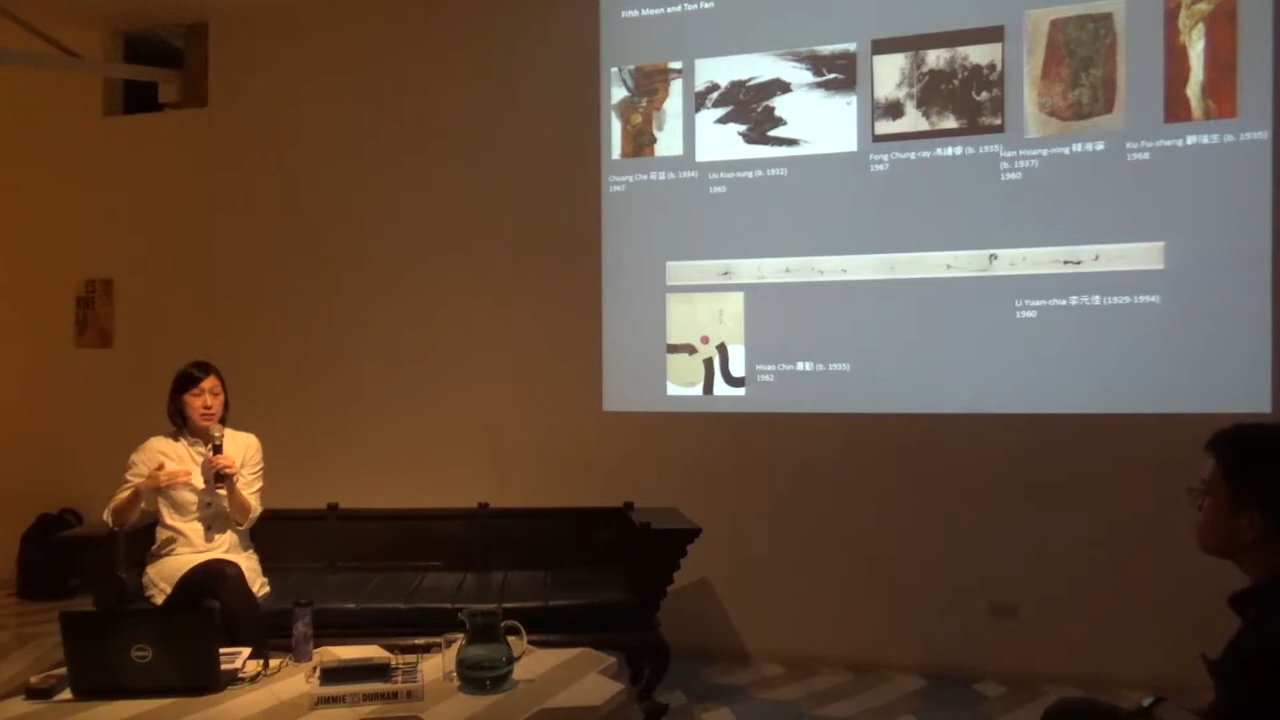 Fifth Moon and Ton Fan
Chuang Che 莊喆 (b. 1934)
1967
Liu Kuo-sung (b. 1932)
1965
Fong Chung-ray 馮鍾睿 (b. 1935)
1967
Han Hsiang-ning 韓湘寧
(b. 1937)
1960
Ku Fu-sheng 顧福生 (b. 1935)
1968
Li Yuan-chia 李元佳 (1929-1994)
1960
Hsiao Chin 蕭勤 (b. 1935)
1962
DELL
JIMMIE DURHAM